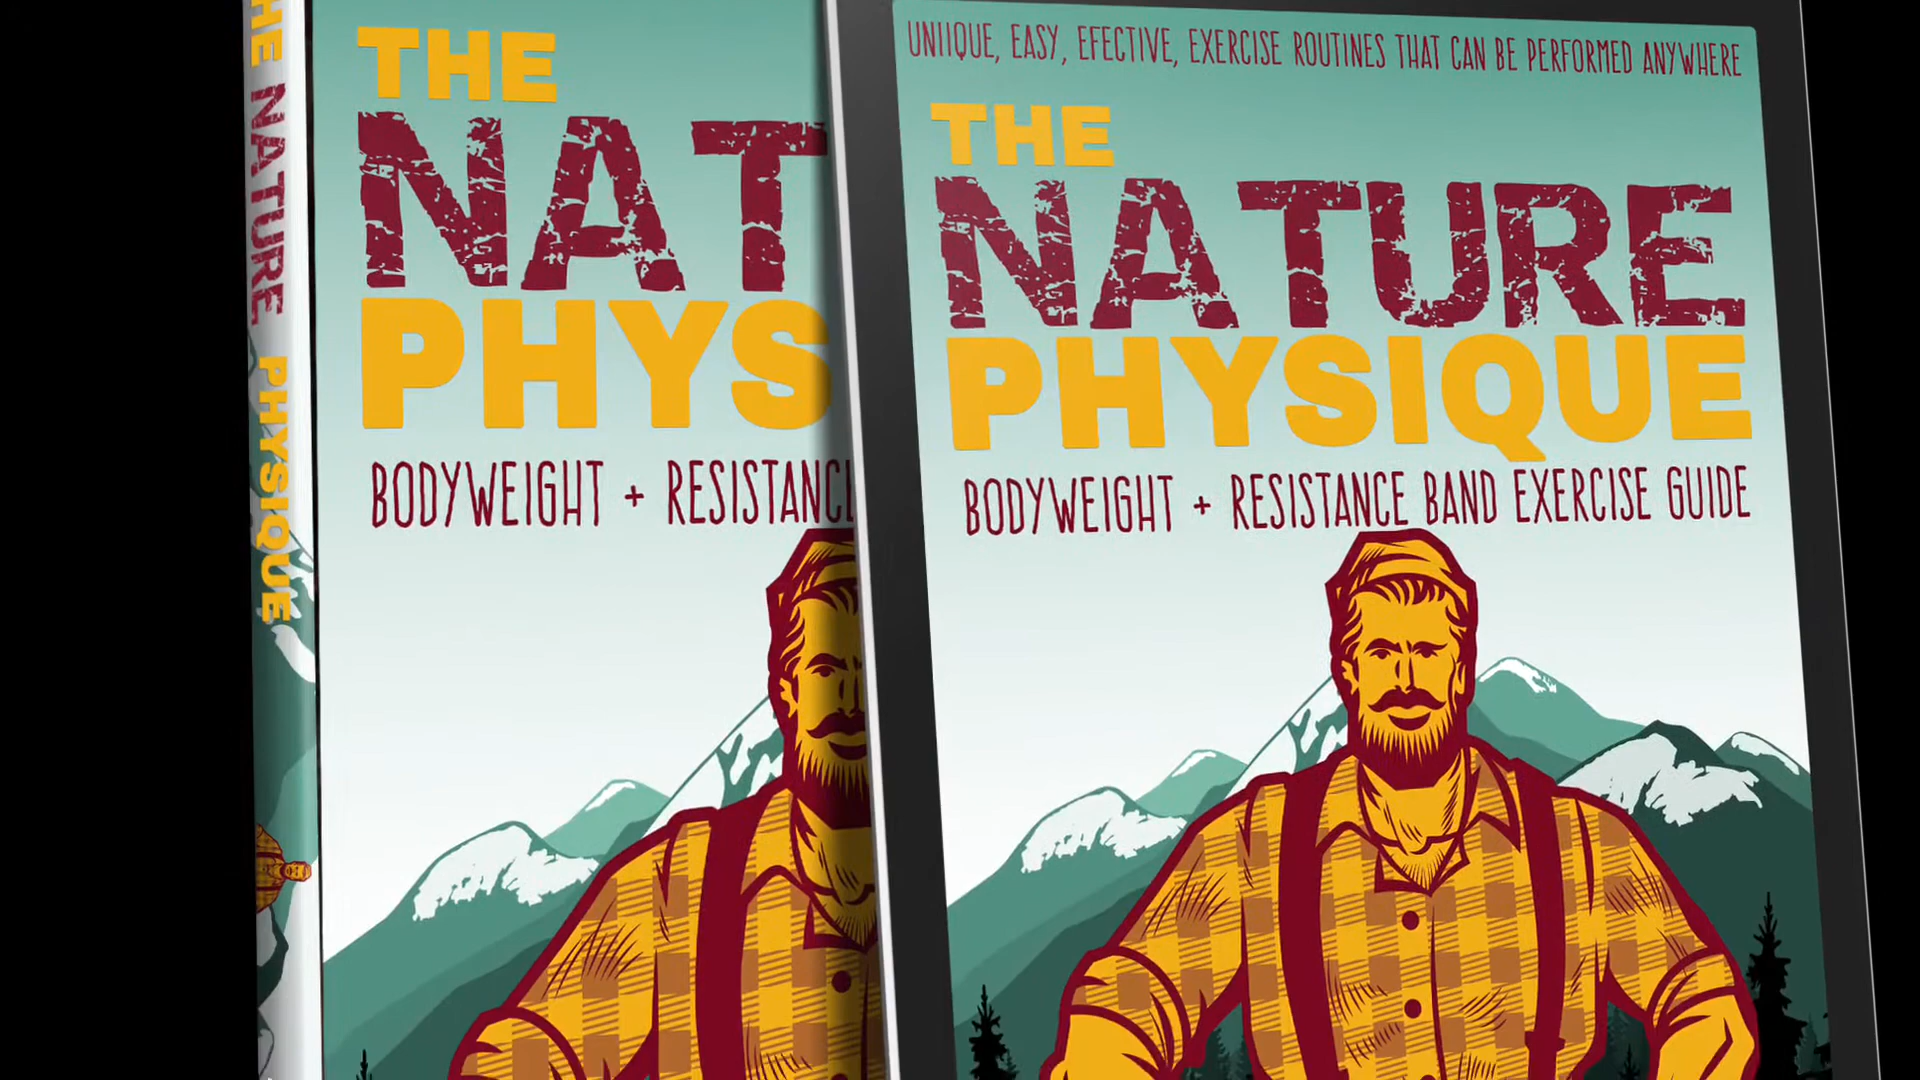 THE NATURE PHYSIQUE
THE
NAT
PHYS
BODYWEIGHT + RESISTANC
UNIIQUE, EASY, EFECTIVE, EXERCISE ROUTINES THAT CAN BE PERFORMED ANYWHERE
THE
NATURE
PHYSIQUE
BODYWEIGHT + RESISTANCE BAND EXERCISE GUIDE